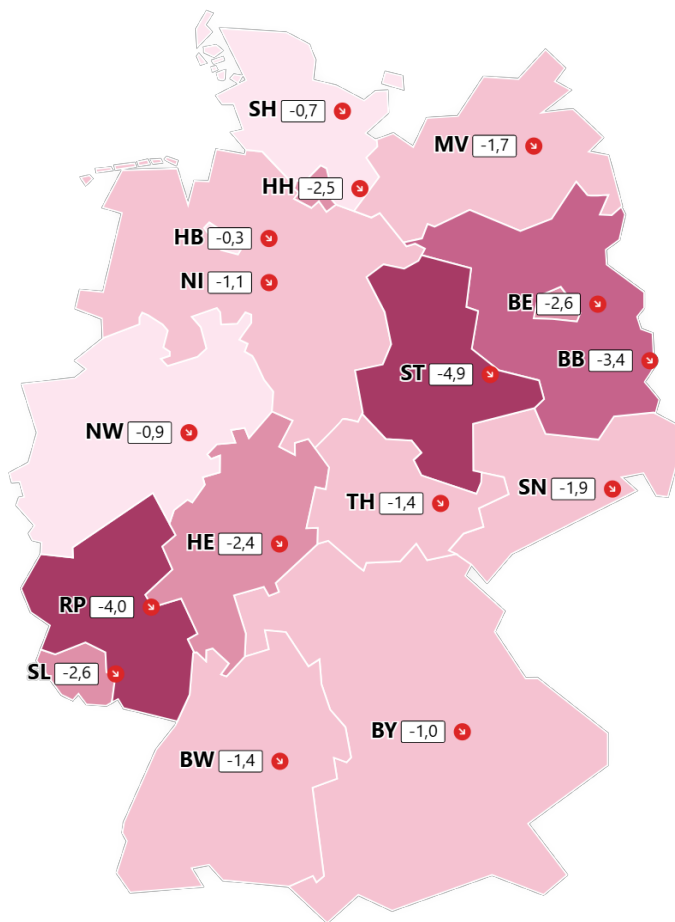 SH -0,7
MV -1,7
HH -2,5
HB -0,3
NI -1,1
BE -2,6
BB -3,4
ST -4,9
NW -0,9
SN -1,9
TH -1,4
HE -2,4
RP -4,0
SL -2,6
BY -1,0
BW -1,4